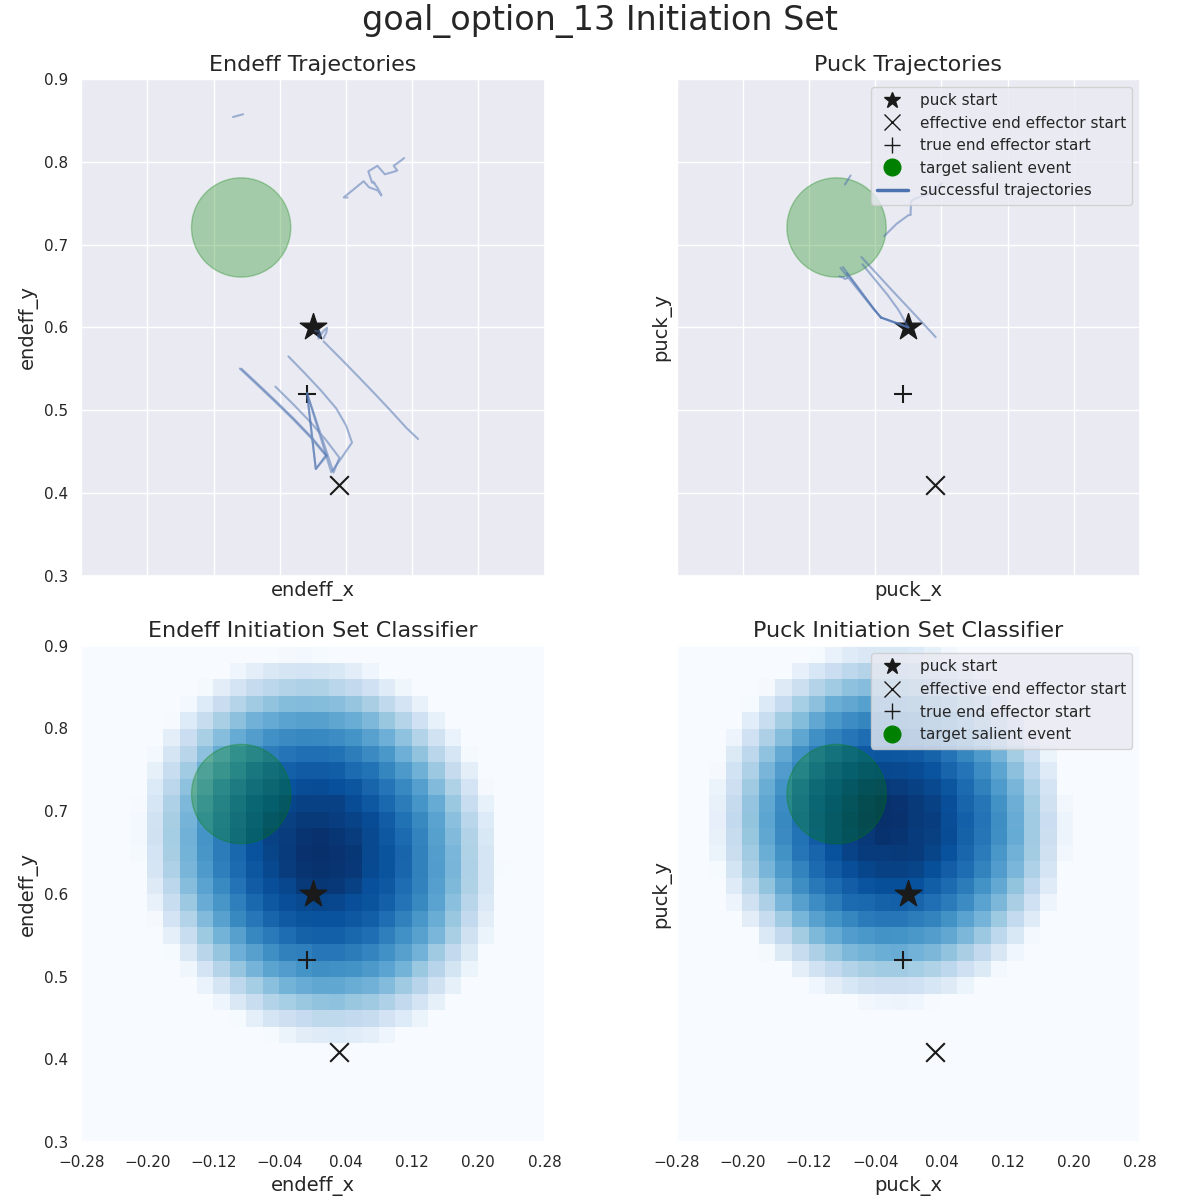 goal_option_13 Initiation Set
Endeff Trajectories
0.9
0.8
0.7
0.6
0.5
0.4
0.3
endeff_y
endeff_x
Puck Trajectories
puck start
effective end effector start
true end effector start
target salient event
successful trajectories
puck_y
puck_x
Endeff Initiation Set Classifier
0.9
0.8
0.7
0.6
0.5
0.4
0.3
endeff_y
−0.28 −0.20 −0.12 −0.04 0.04 0.12 0.20 0.28
endeff_x
Puck Initiation Set Classifier
puck start
effective end effector start
true end effector start
target salient event
puck_y
−0.28 −0.20 −0.12 −0.04 0.04 0.12 0.20 0.28
puck_x